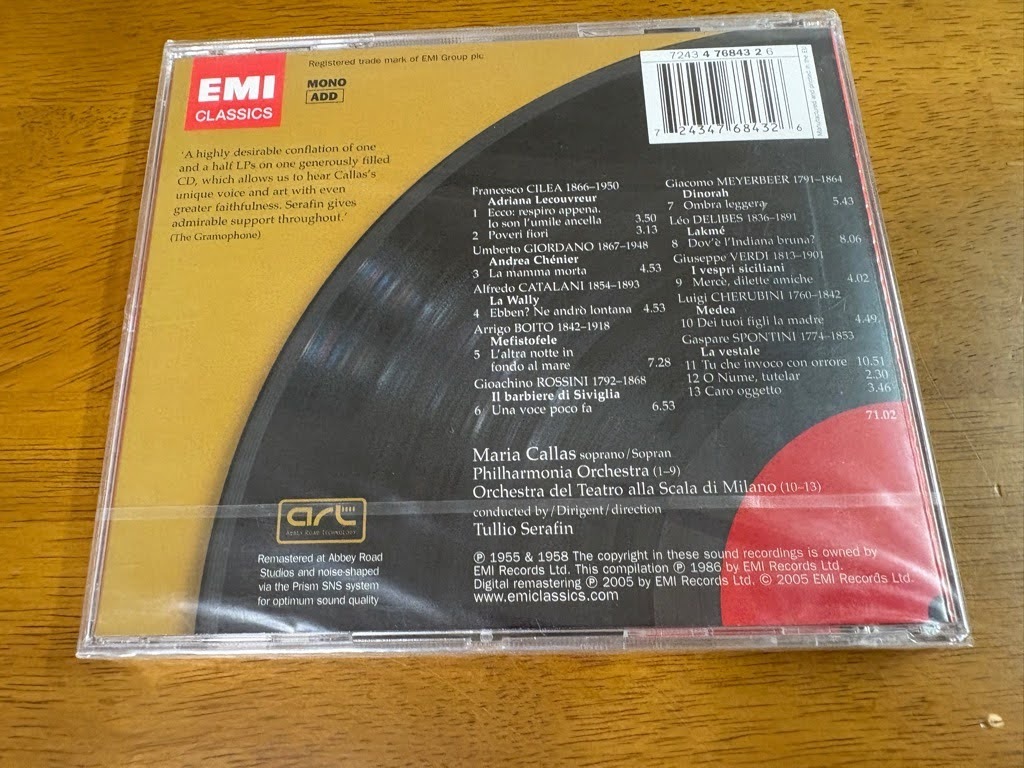 EMI
CLASSICS
Registered trade mark of EMI Group plc
MONO
ADD
7243 4 76843 2 6
7 24347 68432 6
'A highly desirable conflation of one
and a half LPs on one generously filled
CD, which allows us to hear Callas's
unique voice and art with even
greater faithfulness. Serafin gives
admirable support throughout.'
(The Gramophone)
Francesco CILEA 1866–1950
Adriana Lecouvreur
1 Ecco: respiro appena.
Io son l'umile ancella 3.50
2 Poveri fiori 3.13
Umberto GIORDANO 1867–1948
Andrea Chénier
3 La mamma morta 4.53
Alfredo CATALANI 1854–1893
La Wally
4 Ebben? Ne andrò lontana 4.53
Arrigo BOITO 1842–1918
Mefistofele
5 L'altra notte in
fondo al mare 7.28
Gioachino ROSSINI 1792–1868
Il barbiere di Siviglia
6 Una voce poco fa 6.53
Giacomo MEYERBEER 1791–1864
Dinorah
7 Ombra leggera 5.43
Léo DELIBES 1836–1891
Lakmé
8 Dov'è l'Indiana bruna? 8.06
Giuseppe VERDI 1813–1901
I vespri siciliani
9 Mercè, dilette amiche 4.02
Luigi CHERUBINI 1760–1842
Medea
10 Dei tuoi figli la madre 4.49
Gaspare SPONTINI 1774–1853
La vestale
11 Tu che invoco con orrore 10.51
12 O Nume, tutelar 2.30
13 Caro oggetto 3.46
71.02
Maria Callas soprano/Sopran
Philharmonia Orchestra (1–9)
Orchestra del Teatro alla Scala di Milano (10–13)
conducted by/Dirigent/direction
Tullio Serafin
art
ABBEY ROAD TECHNOLOGY
Remastered at Abbey Road
Studios and noise-shaped
via the Prism SNS system
for optimum sound quality
℗ 1955 & 1958 The copyright in these sound recordings is owned by
EMI Records Ltd. This compilation ℗ 1986 by EMI Records Ltd.
Digital remastering ℗ 2005 by EMI Records Ltd. © 2005 EMI Records Ltd.
www.emiclassics.com